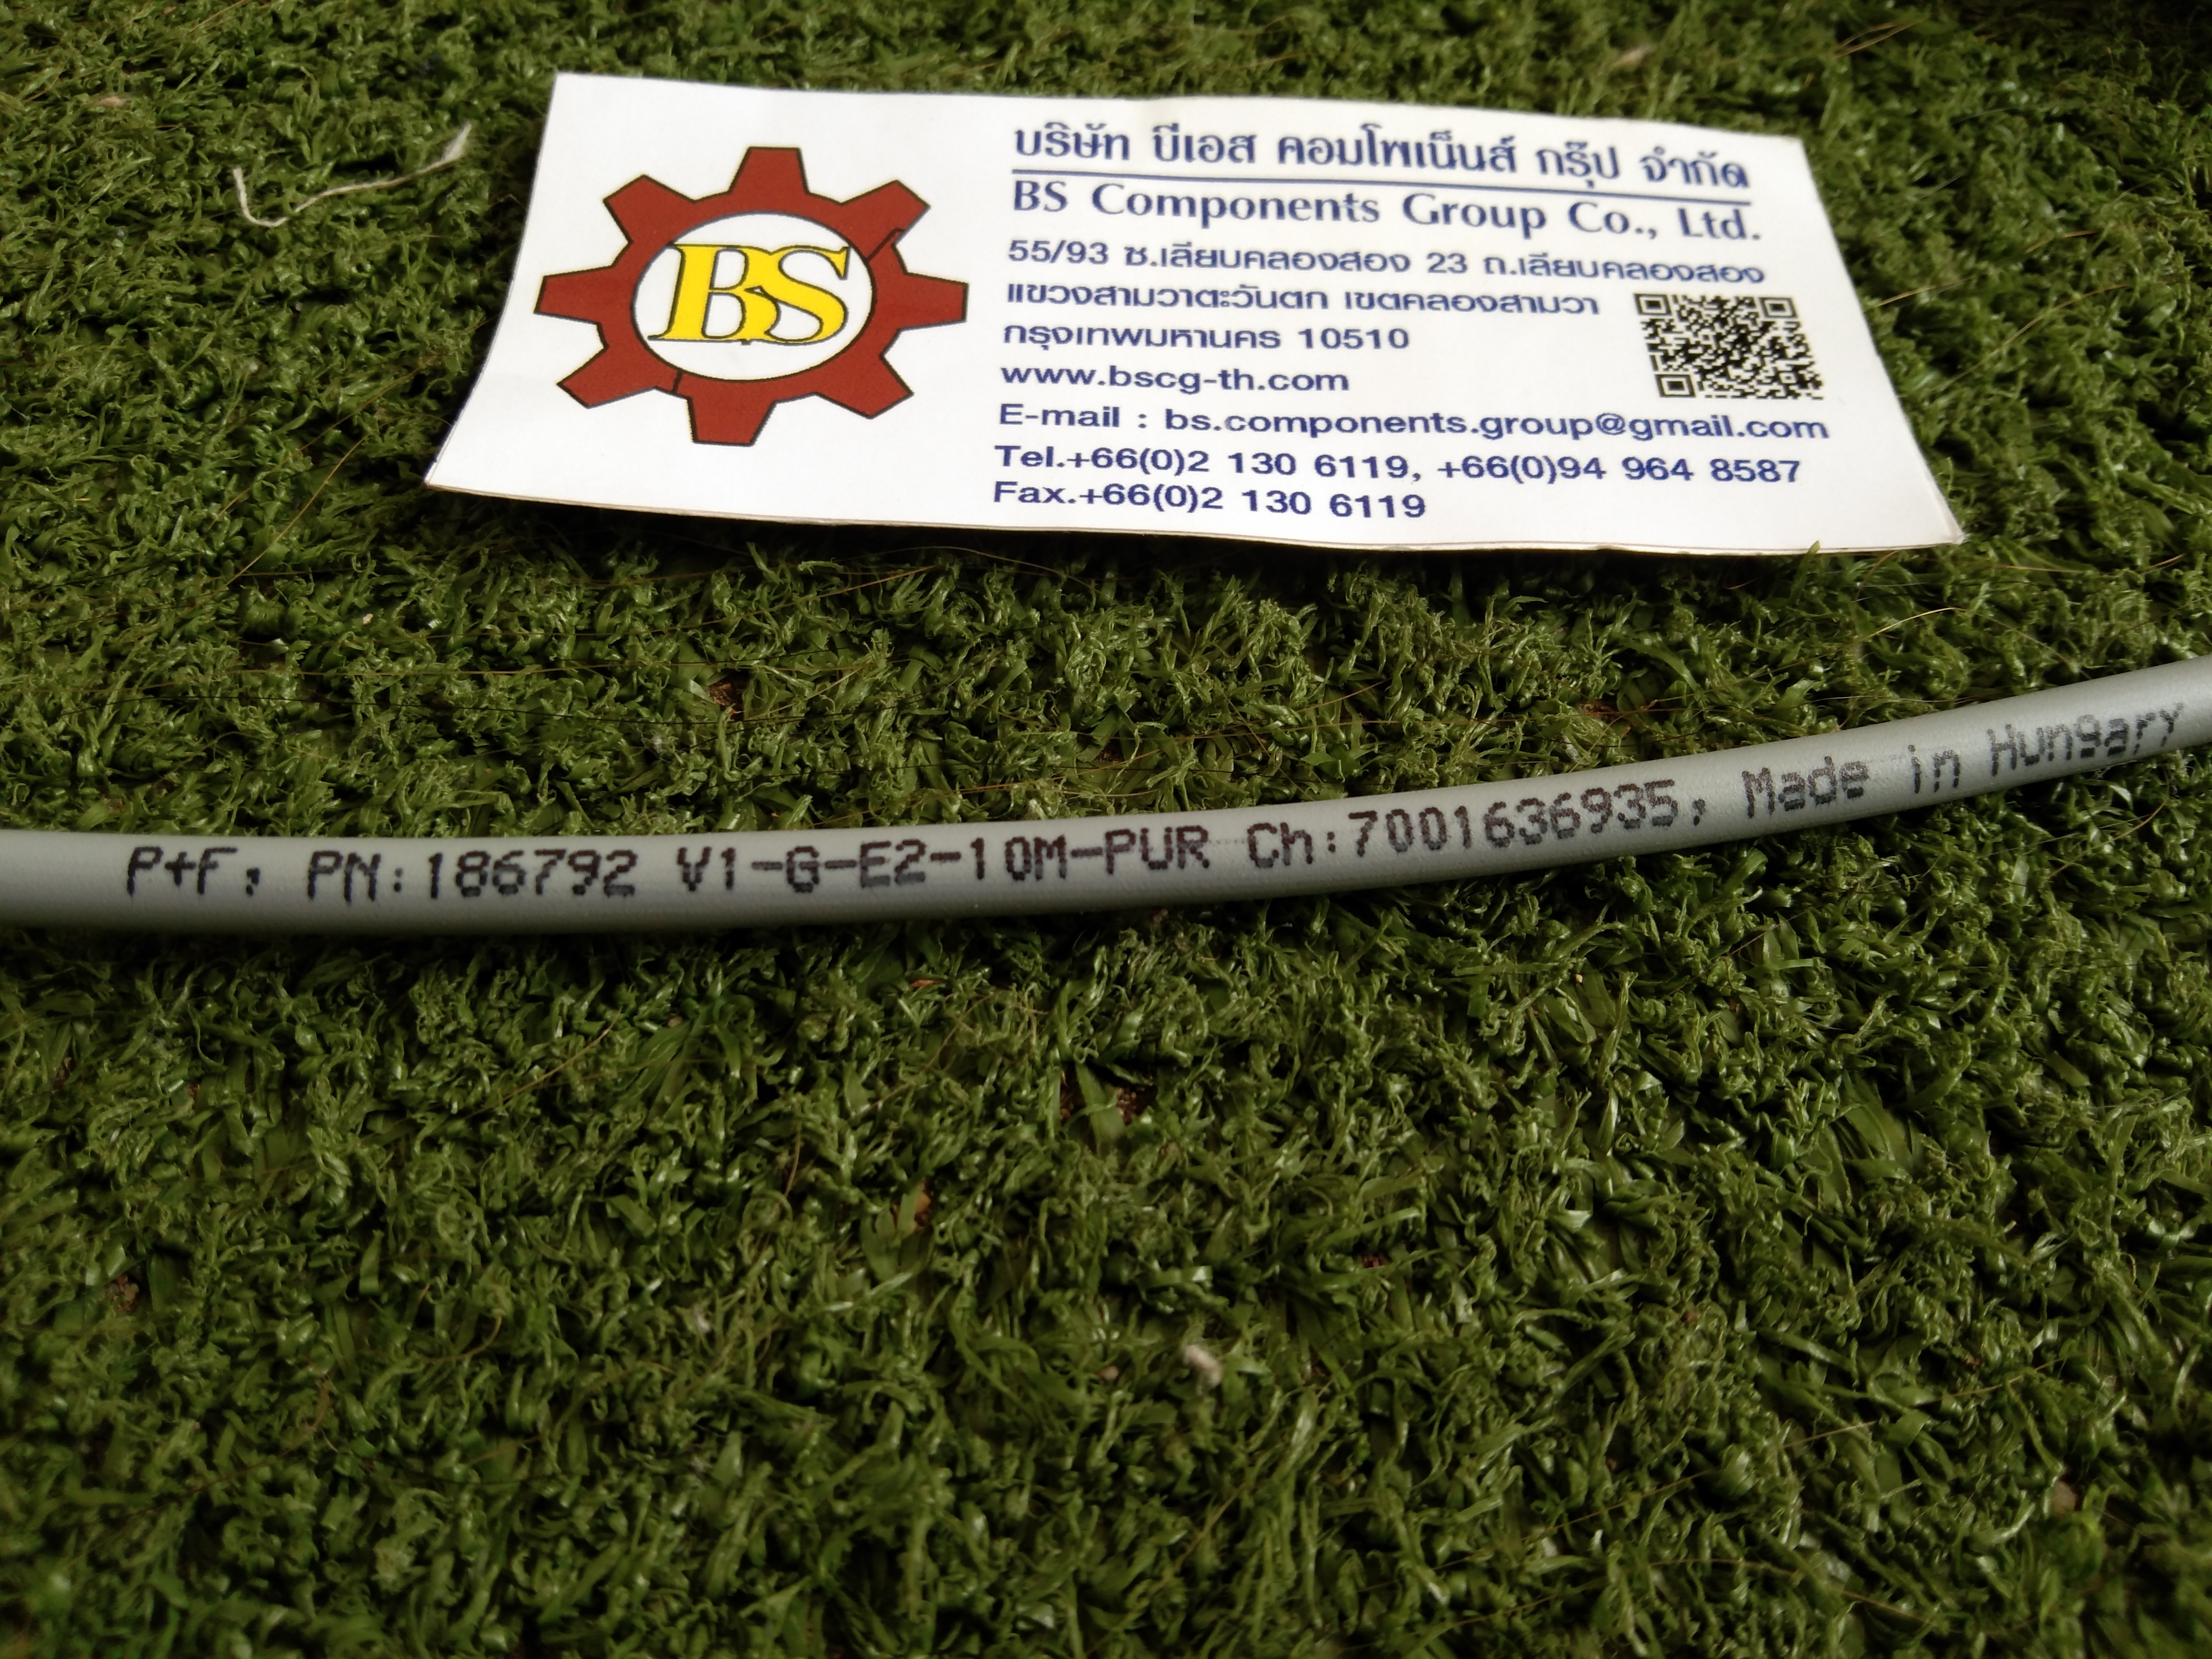 BS
บริษัท บีเอส คอมโพเน็นส์ กรุ๊ป จำกัด
BS Components Group Co., Ltd.
55/93 ซ.เลียบคลองสอง 23 ถ.เลียบคลองสอง
แขวงสามวาตะวันตก เขตคลองสามวา
กรุงเทพมหานคร 10510
www.bscg-th.com
E-mail : bs.components.group@gmail.com
Tel.+66(0)2 130 6119, +66(0)94 964 8587
Fax.+66(0)2 130 6119
P+F, PN:186792 V1-G-E2-10M-PUR Ch:7001636935, Made in Hungary